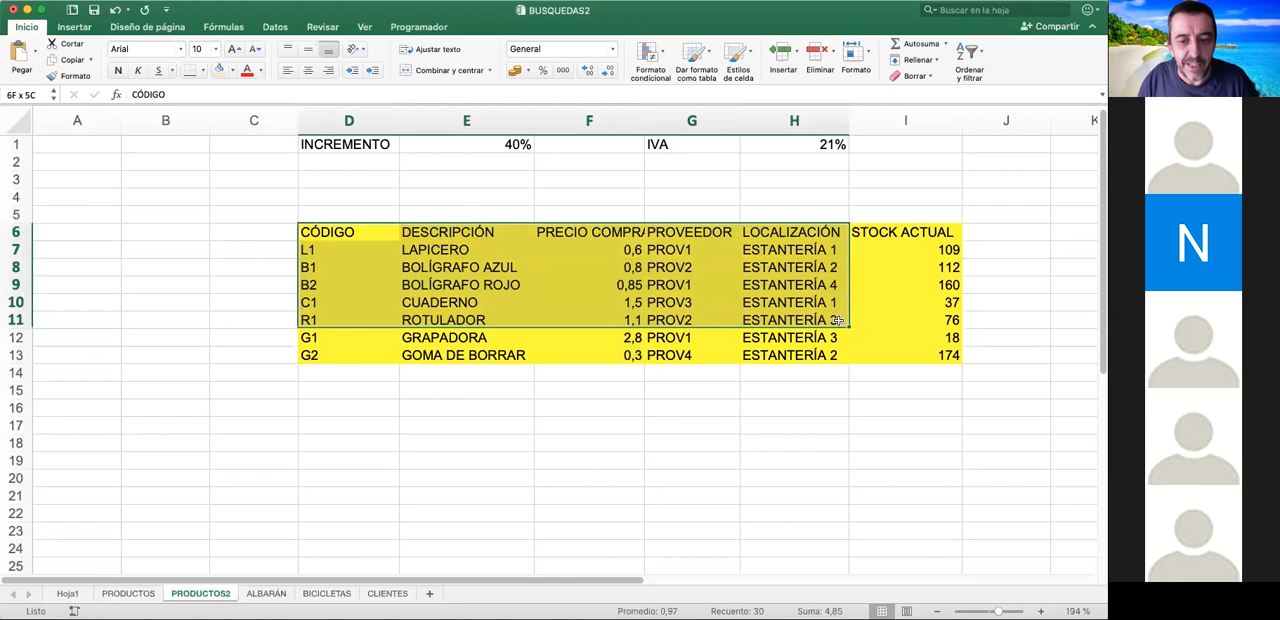 BUSQUEDAS2
Buscar en la hoja
Inicio Insertar Diseño de página Fórmulas Datos Revisar Ver Programador Compartir
Pegar Cortar Copiar Formato
Arial 10 A A
N K S A
Ajustar texto
Combinar y centrar
General
% 000
Formato condicional
Dar formato como tabla
Estilos de celda
Insertar Eliminar Formato
Autosuma
Rellenar
Borrar
Ordenar y filtrar
6F x 5C fx CÓDIGO
A B C D E F G H I J K
1 INCREMENTO 40% IVA 21%
2
3
4
5
6 CÓDIGO DESCRIPCIÓN PRECIO COMPRA PROVEEDOR LOCALIZACIÓN STOCK ACTUAL
7 L1 LAPICERO 0,6 PROV1 ESTANTERÍA 1 109
8 B1 BOLÍGRAFO AZUL 0,8 PROV2 ESTANTERÍA 2 112
9 B2 BOLÍGRAFO ROJO 0,85 PROV1 ESTANTERÍA 4 160
10 C1 CUADERNO 1,5 PROV3 ESTANTERÍA 1 37
11 R1 ROTULADOR 1,1 PROV2 ESTANTERÍA 76
12 G1 GRAPADORA 2,8 PROV1 ESTANTERÍA 3 18
13 G2 GOMA DE BORRAR 0,3 PROV4 ESTANTERÍA 2 174
14
15
16
17
18
19
20
21
22
23
24
25
Hoja1 PRODUCTOS PRODUCTOS2 ALBARÁN BICICLETAS CLIENTES +
Listo Promedio: 0,97 Recuento: 30 Suma: 4,85 194 %
N